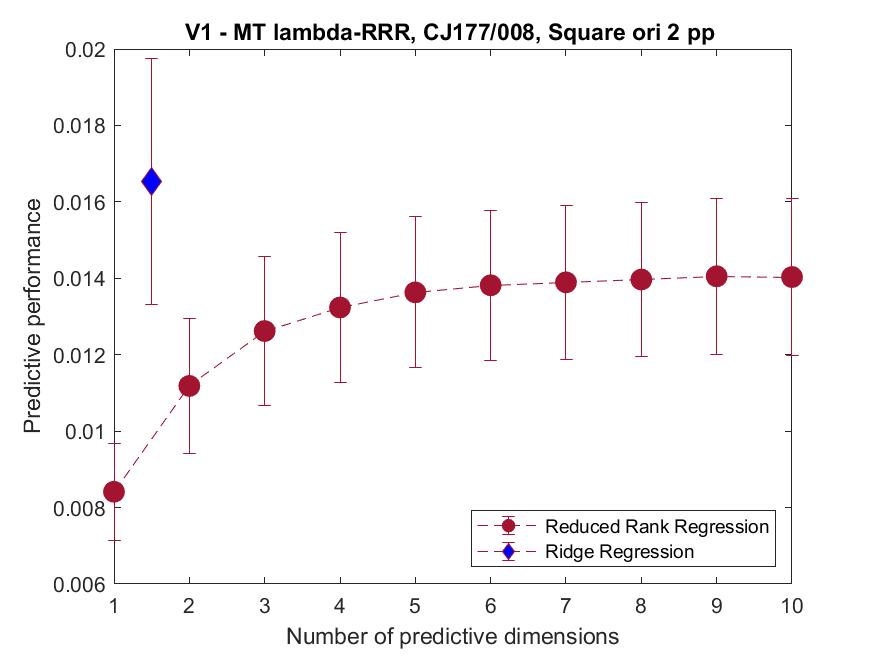 V1 - MT lambda-RRR, CJ177/008, Square ori 2 pp
0.02
0.018
0.016
0.014
0.012
0.01
0.008
0.006
Predictive performance
1 2 3 4 5 6 7 8 9 10
Number of predictive dimensions
Reduced Rank Regression
Ridge Regression